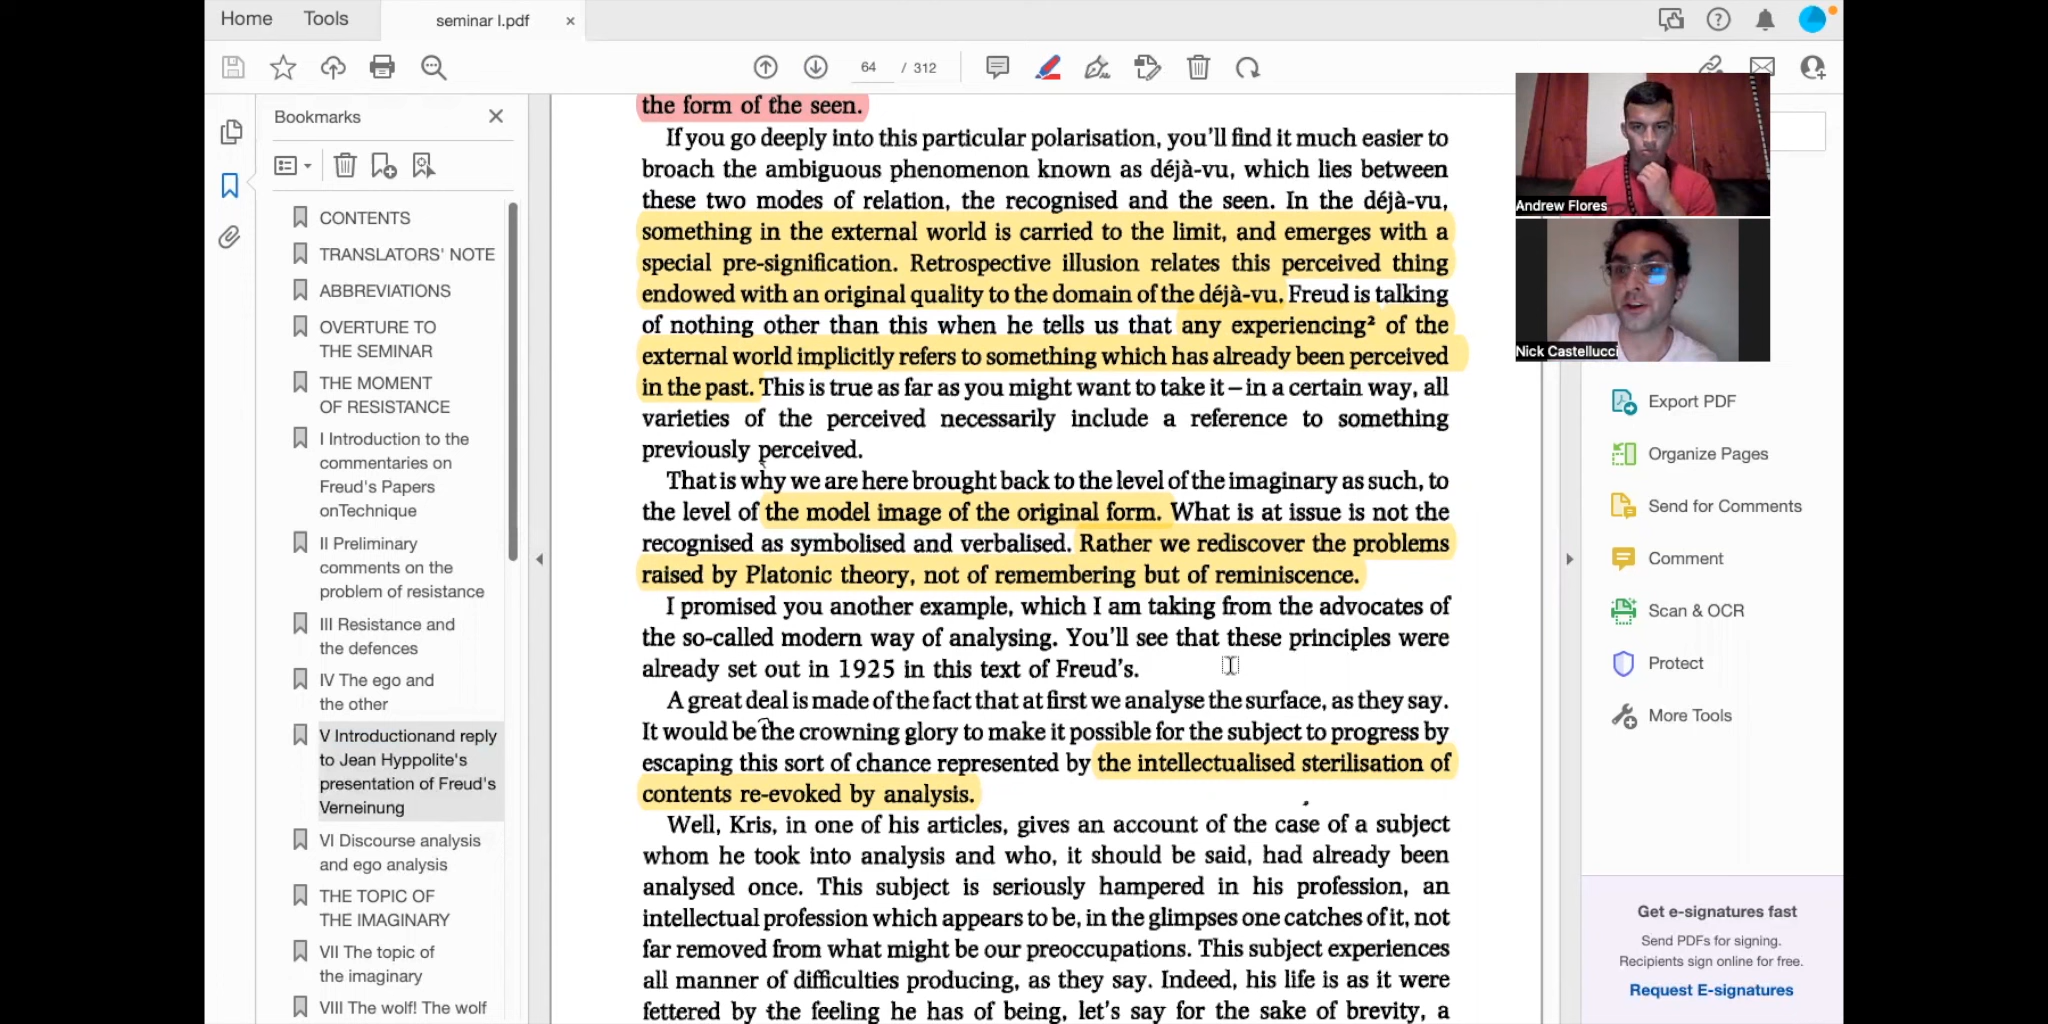 Home
Tools
seminar I.pdf
64 / 312
Bookmarks
CONTENTS
TRANSLATORS' NOTE
ABBREVIATIONS
OVERTURE TO
THE SEMINAR
THE MOMENT
OF RESISTANCE
I Introduction to the
commentaries on
Freud's Papers
onTechnique
II Preliminary
comments on the
problem of resistance
III Resistance and
the defences
IV The ego and
the other
V Introductionand reply
to Jean Hyppolite's
presentation of Freud's
Verneinung
VI Discourse analysis
and ego analysis
THE TOPIC OF
THE IMAGINARY
VII The topic of
the imaginary
VIII The wolf! The wolf
the form of the seen.
If you go deeply into this particular polarisation, you'll find it much easier to
broach the ambiguous phenomenon known as déjà-vu, which lies between
these two modes of relation, the recognised and the seen. In the déjà-vu,
something in the external world is carried to the limit, and emerges with a
special pre-signification. Retrospective illusion relates this perceived thing
endowed with an original quality to the domain of the déjà-vu. Freud is talking
of nothing other than this when he tells us that any experiencing² of the
external world implicitly refers to something which has already been perceived
in the past. This is true as far as you might want to take it – in a certain way, all
varieties of the perceived necessarily include a reference to something
previously perceived.
That is why we are here brought back to the level of the imaginary as such, to
the level of the model image of the original form. What is at issue is not the
recognised as symbolised and verbalised. Rather we rediscover the problems
raised by Platonic theory, not of remembering but of reminiscence.
I promised you another example, which I am taking from the advocates of
the so-called modern way of analysing. You'll see that these principles were
already set out in 1925 in this text of Freud's.
A great deal is made of the fact that at first we analyse the surface, as they say.
It would be the crowning glory to make it possible for the subject to progress by
escaping this sort of chance represented by the intellectualised sterilisation of
contents re-evoked by analysis.
Well, Kris, in one of his articles, gives an account of the case of a subject
whom he took into analysis and who, it should be said, had already been
analysed once. This subject is seriously hampered in his profession, an
intellectual profession which appears to be, in the glimpses one catches of it, not
far removed from what might be our preoccupations. This subject experiences
all manner of difficulties producing, as they say. Indeed, his life is as it were
fettered by the feeling he has of being, let's say for the sake of brevity, a
Andrew Flores
Nick Castellucci
Export PDF
Organize Pages
Send for Comments
Comment
Scan & OCR
Protect
More Tools
Get e-signatures fast
Send PDFs for signing.
Recipients sign online for free.
Request E-signatures